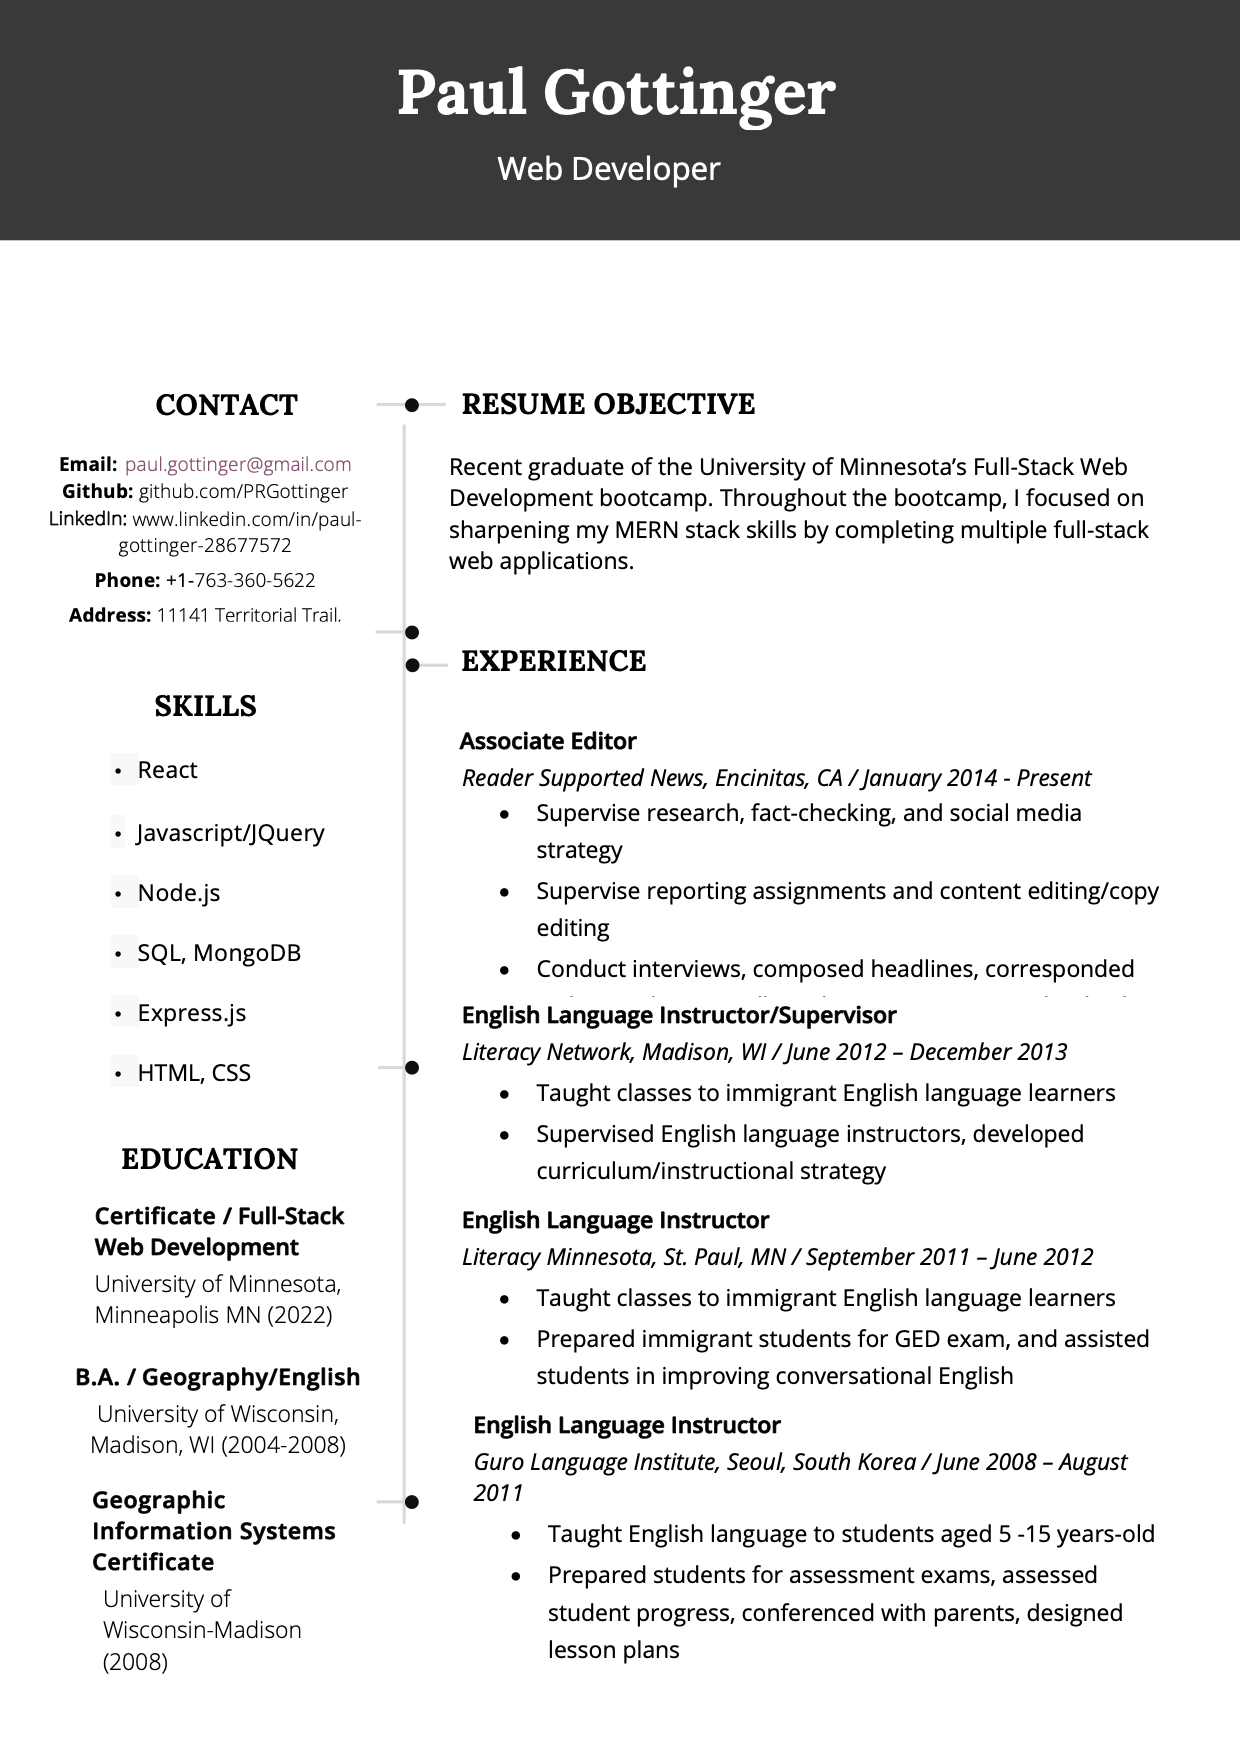 Paul Gottinger
Web Developer
CONTACT
Email: paul.gottinger@gmail.com
Github: github.com/PRGottinger
LinkedIn: www.linkedin.com/in/paul-
gottinger-28677572
Phone: +1-763-360-5622
Address: 11141 Territorial Trail.
SKILLS
• React
• Javascript/JQuery
• Node.js
• SQL, MongoDB
• Express.js
• HTML, CSS
EDUCATION
Certificate / Full-Stack
Web Development
University of Minnesota,
Minneapolis MN (2022)
B.A. / Geography/English
University of Wisconsin,
Madison, WI (2004-2008)
Geographic
Information Systems
Certificate
University of
Wisconsin-Madison
(2008)
RESUME OBJECTIVE
Recent graduate of the University of Minnesota’s Full-Stack Web
Development bootcamp. Throughout the bootcamp, I focused on
sharpening my MERN stack skills by completing multiple full-stack
web applications.
EXPERIENCE
Associate Editor
Reader Supported News, Encinitas, CA / January 2014 - Present
• Supervise research, fact-checking, and social media
strategy
• Supervise reporting assignments and content editing/copy
editing
• Conduct interviews, composed headlines, corresponded
English Language Instructor/Supervisor
Literacy Network, Madison, WI / June 2012 – December 2013
• Taught classes to immigrant English language learners
• Supervised English language instructors, developed
curriculum/instructional strategy
English Language Instructor
Literacy Minnesota, St. Paul, MN / September 2011 – June 2012
• Taught classes to immigrant English language learners
• Prepared immigrant students for GED exam, and assisted
students in improving conversational English
English Language Instructor
Guro Language Institute, Seoul, South Korea / June 2008 – August
2011
• Taught English language to students aged 5 -15 years-old
• Prepared students for assessment exams, assessed
student progress, conferenced with parents, designed
lesson plans